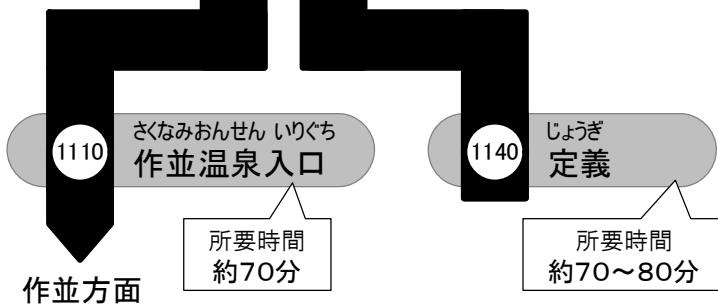 さくなみおんせん いりぐち
1110
作並温泉入口
所要時間
約70分
作並方面
じょうぎ
1140
定義
所要時間
約70～80分